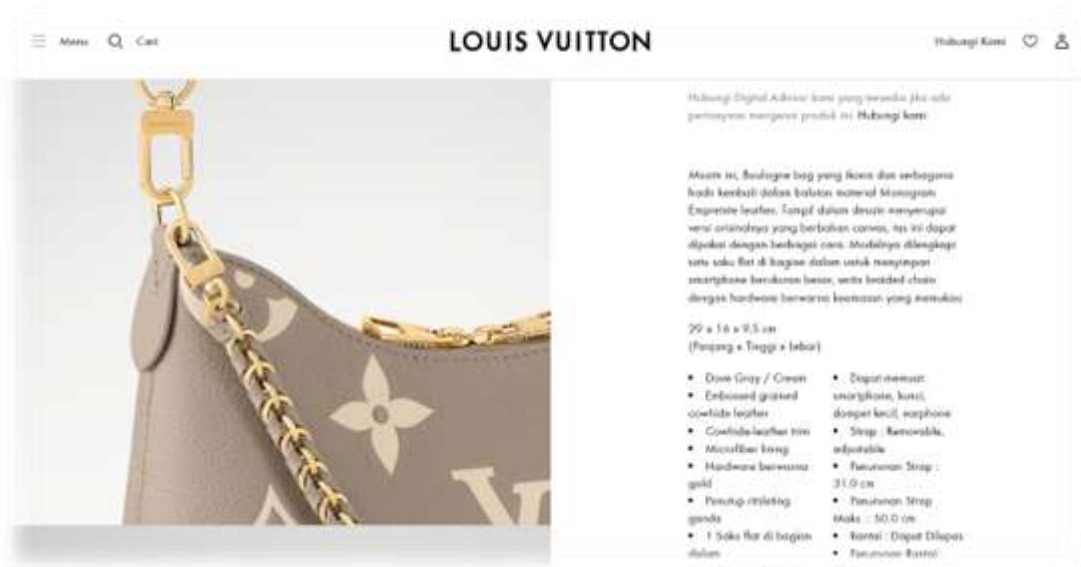 Menu Cari
LOUIS VUITTON
Hubungi Kami
Hubungi Digital Advisor kami yang tersedia jika ada
pertanyaan mengenai produk ini. Hubungi kami
Musim ini, Boulogne bag yang ikonis dan serbaguna
hadir kembali dalam balutan material Monogram
Empreinte leather. Tampil dalam desain menyerupai
versi orisinalnya yang berbahan canvas, tas ini dapat
dipakai dengan berbagai cara. Modelnya dilengkapi
satu saku flat di bagian dalam untuk menyimpan
smartphone berukuran besar, serta braided chain
dengan hardware berwarna keemasan yang memukau.
29 x 16 x 9.5 cm
(Panjang x Tinggi x Lebar)
• Dove Gray / Cream
• Embossed grained
cowhide leather
• Cowhide-leather trim
• Microfiber lining
• Hardware berwarna
gold
• Penutup ritsleting
ganda
• 1 Saku flat di bagian
dalam
• Dapat memuat:
smartphone, kunci,
dompet kecil, earphone
• Strap : Removable,
adjustable
• Penurunan Strap :
31.0 cm
• Penurunan Strap
Maks. : 50.0 cm
• Rantai : Dapat Dilepas
• Penurunan Rantai :
V